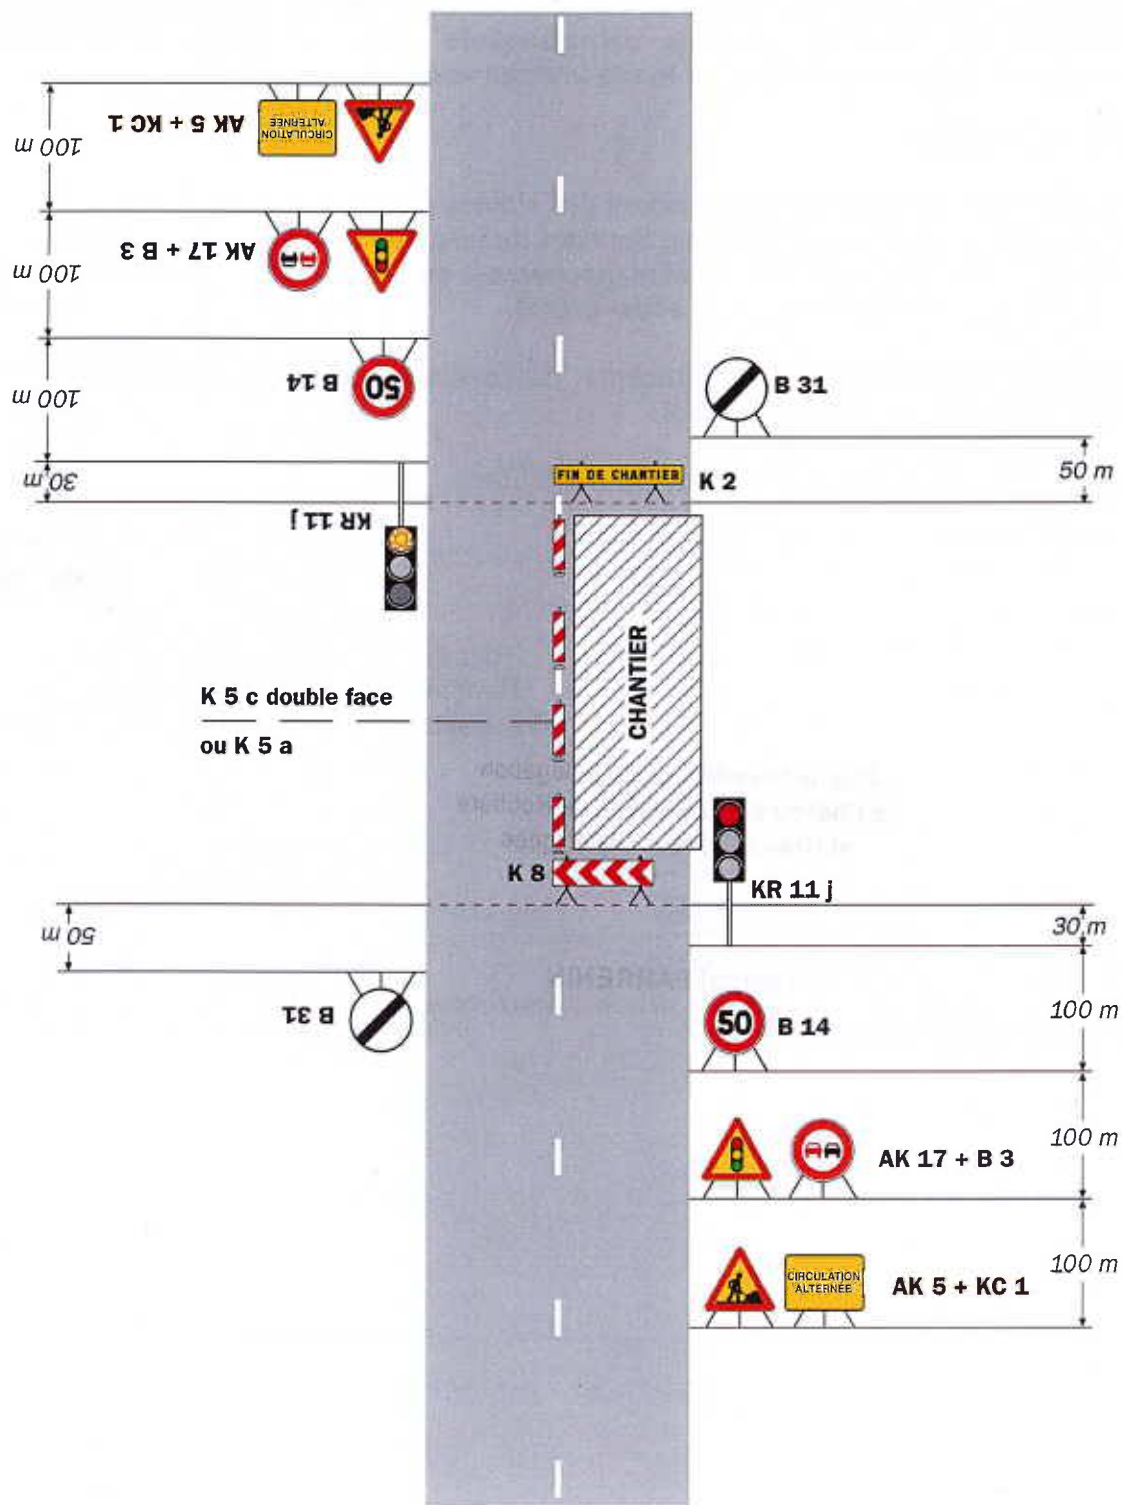 100 m
AK 5 + KC 1
CIRCULATION
ALTERNÉE
100 m
AK 17 + B 3
100 m
B 14
50
B 31
30 m
KR 11 j
FIN DE CHANTIER
K 2
50 m
CHANTIER
K 5 c double face
ou K 5 a
K 8
KR 11 j
50 m
30 m
B 31
50
B 14
100 m
AK 17 + B 3
100 m
CIRCULATION
ALTERNÉE
AK 5 + KC 1
100 m